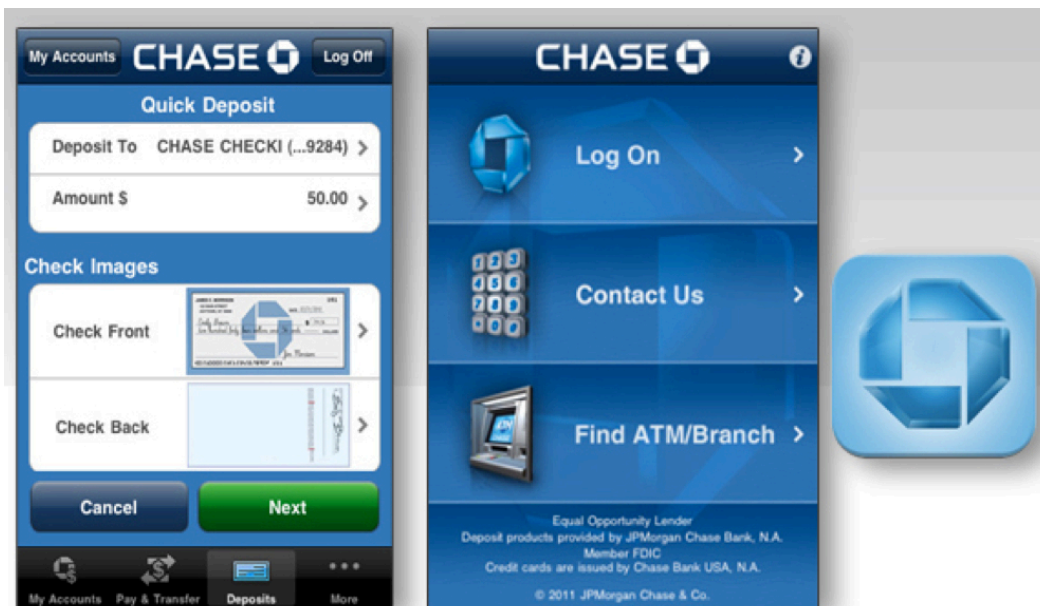 My Accounts CHASE Log Off
Quick Deposit
Deposit To CHASE CHECKI (...9284)
Amount $ 50.00
Check Images
Check Front
Check Back
Cancel Next
My Accounts Pay & Transfer Deposits More
CHASE
Log On
Contact Us
Find ATM/Branch
ATM
Equal Opportunity Lender
Deposit products provided by JPMorgan Chase Bank, N.A.
Member FDIC
Credit cards are issued by Chase Bank USA, N.A.
© 2011 JPMorgan Chase & Co.